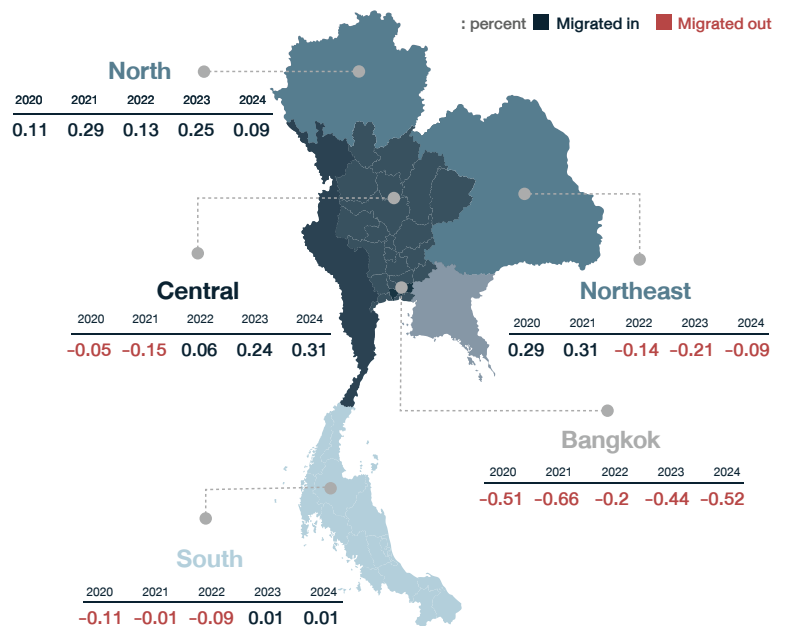 : percent Migrated in Migrated out
North
2020 2021 2022 2023 2024
0.11 0.29 0.13 0.25 0.09
Central
2020 2021 2022 2023 2024
−0.05 −0.15 0.06 0.24 0.31
Northeast
2020 2021 2022 2023 2024
0.29 0.31 −0.14 −0.21 −0.09
Bangkok
2020 2021 2022 2023 2024
−0.51 −0.66 −0.2 −0.44 −0.52
South
2020 2021 2022 2023 2024
−0.11 −0.01 −0.09 0.01 0.01